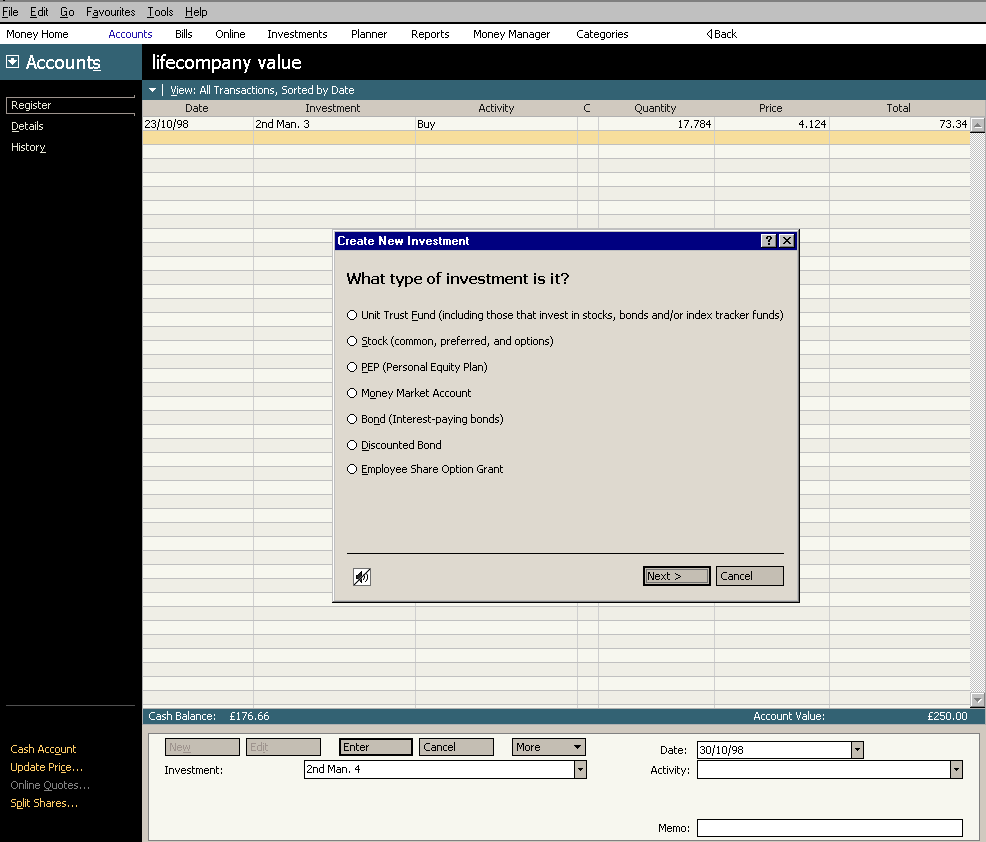 File Edit Go Favourites Tools Help
Money Home Accounts Bills Online Investments Planner Reports Money Manager Categories Back
Accounts lifecompany value
View: All Transactions, Sorted by Date
Date Investment Activity C Quantity Price Total
Register
23/10/98 2nd Man. 3 Buy 17.784 4.124 73.34
Details
History
Create New Investment ?
What type of investment is it?
Unit Trust Fund (including those that invest in stocks, bonds and/or index tracker funds)
Stock (common, preferred, and options)
PEP (Personal Equity Plan)
Money Market Account
Bond (Interest-paying bonds)
Discounted Bond
Employee Share Option Grant
Next > Cancel
Cash Balance: £176.66 Account Value: £250.00
New Edit Enter Cancel More Date: 30/10/98
Investment: 2nd Man. 4 Activity:
Memo:
Cash Account
Update Price...
Online Quotes...
Split Shares...